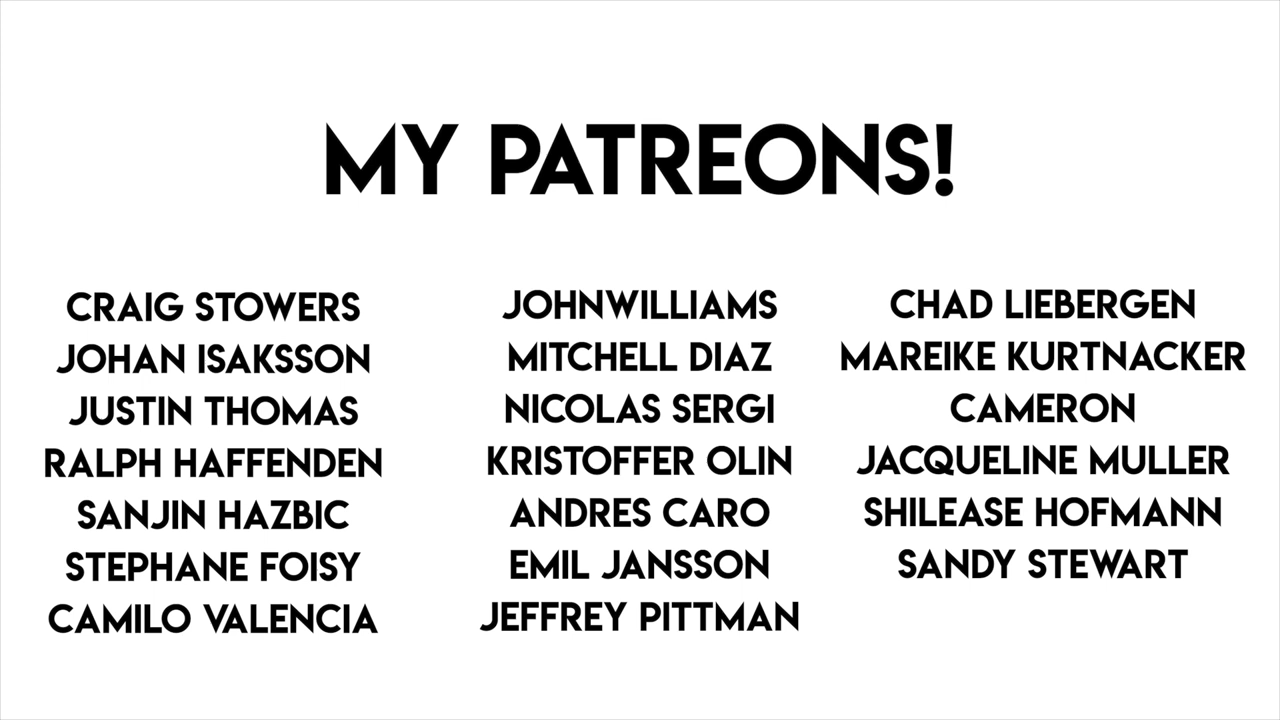 MY PATREONS!
CRAIG STOWERS
JOHAN ISAKSSON
JUSTIN THOMAS
RALPH HAFFENDEN
SANJIN HAZBIC
STEPHANE FOISY
CAMILO VALENCIA
JOHNWILLIAMS
MITCHELL DIAZ
NICOLAS SERGI
KRISTOFFER OLIN
ANDRES CARO
EMIL JANSSON
JEFFREY PITTMAN
CHAD LIEBERGEN
MAREIKE KURTNACKER
CAMERON
JACQUELINE MULLER
SHILEASE HOFMANN
SANDY STEWART